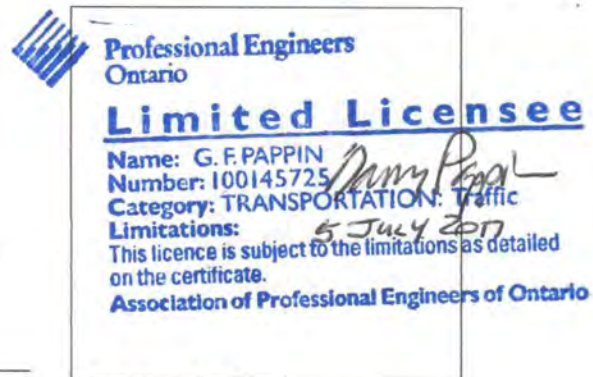 Professional Engineers
Ontario
Limited Licensee
Name: G. F. PAPPIN
Number: 100145725
Category: TRANSPORTATION: Traffic
Limitations: 5 July 2017
This licence is subject to the limitations as detailed
on the certificate.
Association of Professional Engineers of Ontario